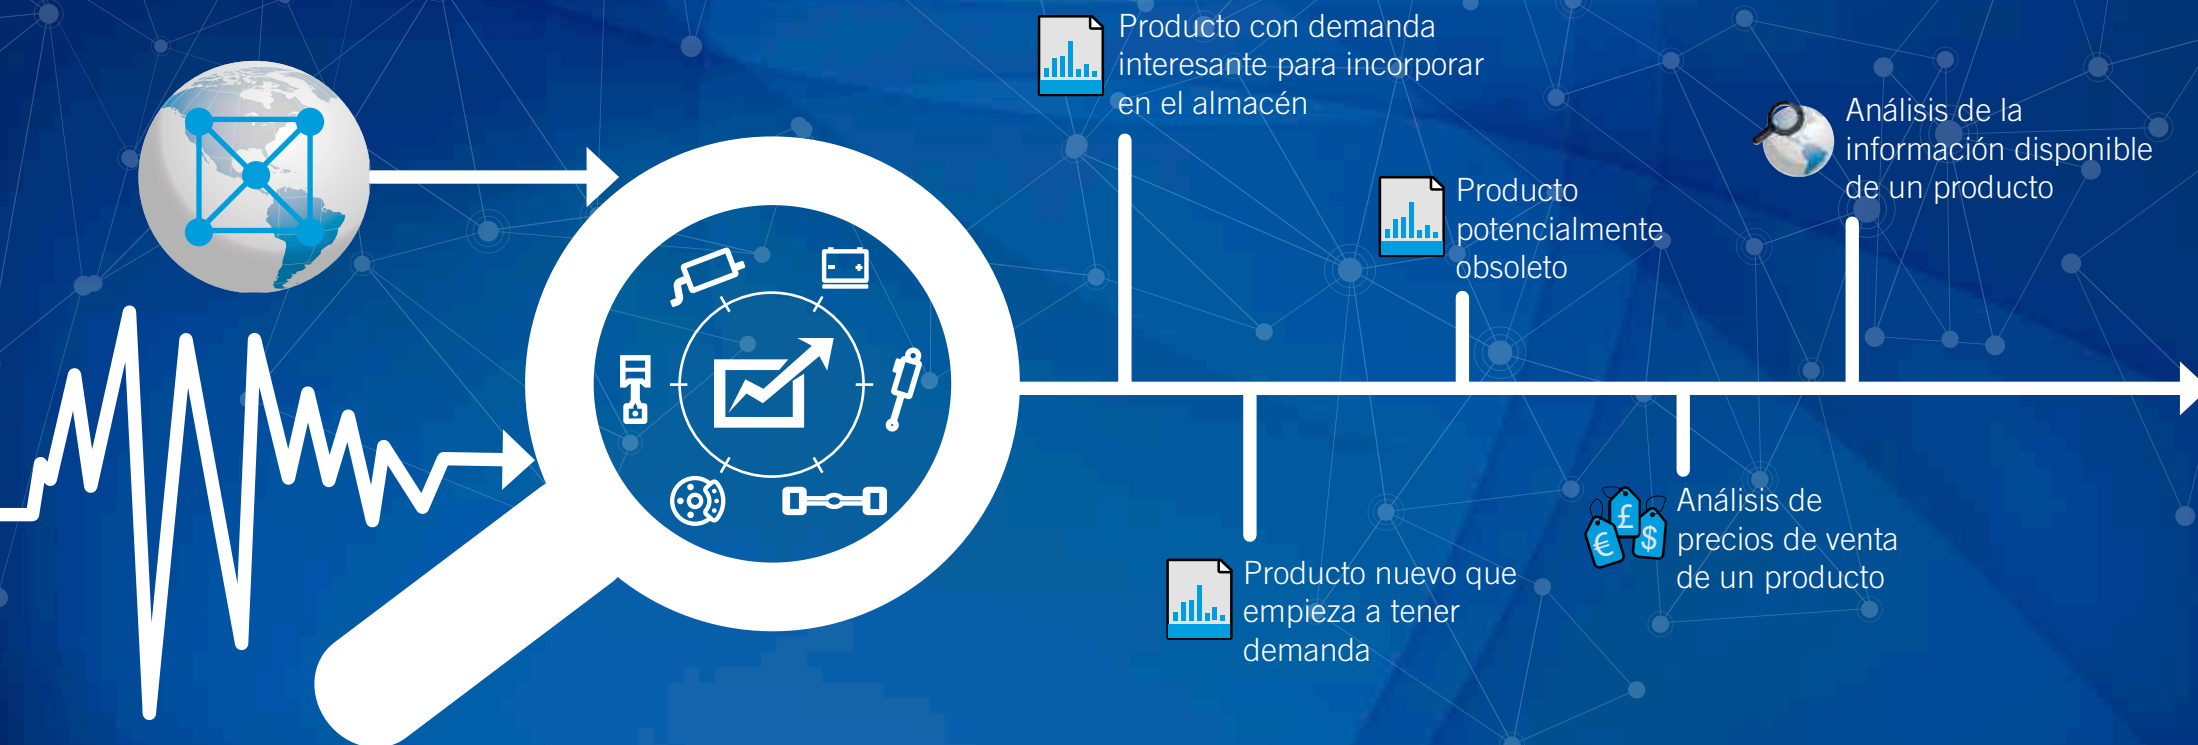 Producto con demanda
interesante para incorporar
en el almacén
Producto nuevo que
empieza a tener
demanda
Producto
potencialmente
obsoleto
£
€
$
Análisis de
precios de venta
de un producto
Análisis de la
información disponible
de un producto